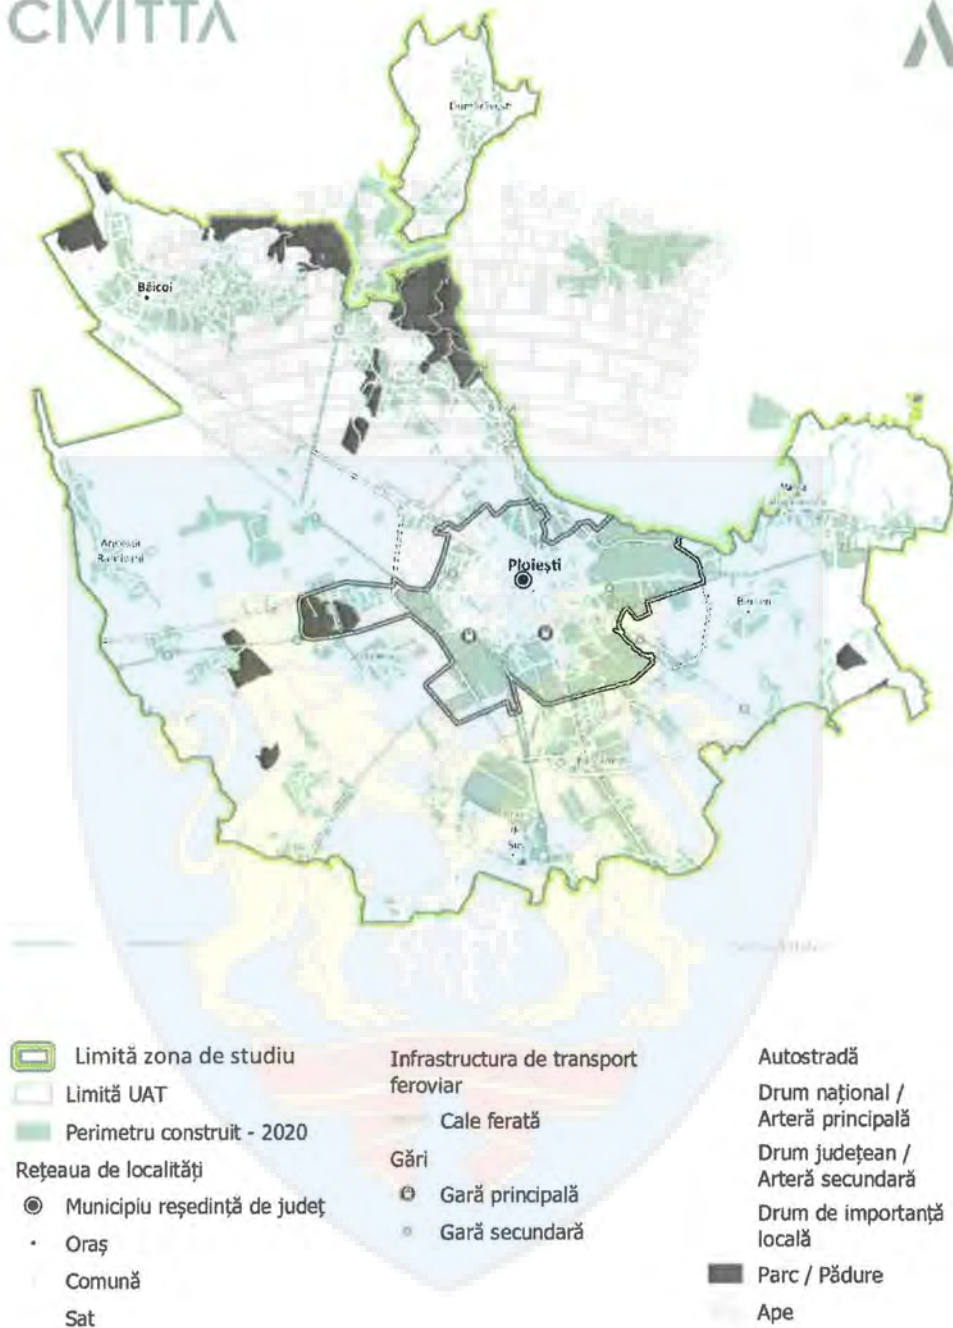 CIVITTA
Băicoi
Ploiești
Limită zona de studiu
Limită UAT
Perimetru construit - 2020
Rețeaua de localități
Municipiu reședință de județ
Oraș
Comună
Sat
Infrastructura de transport
feroviar
Cale ferată
Gări
Gară principală
Gară secundară
Autostradă
Drum național /
Arteră principală
Drum județean /
Arteră secundară
Drum de importanță
locală
Parc / Pădure
Ape